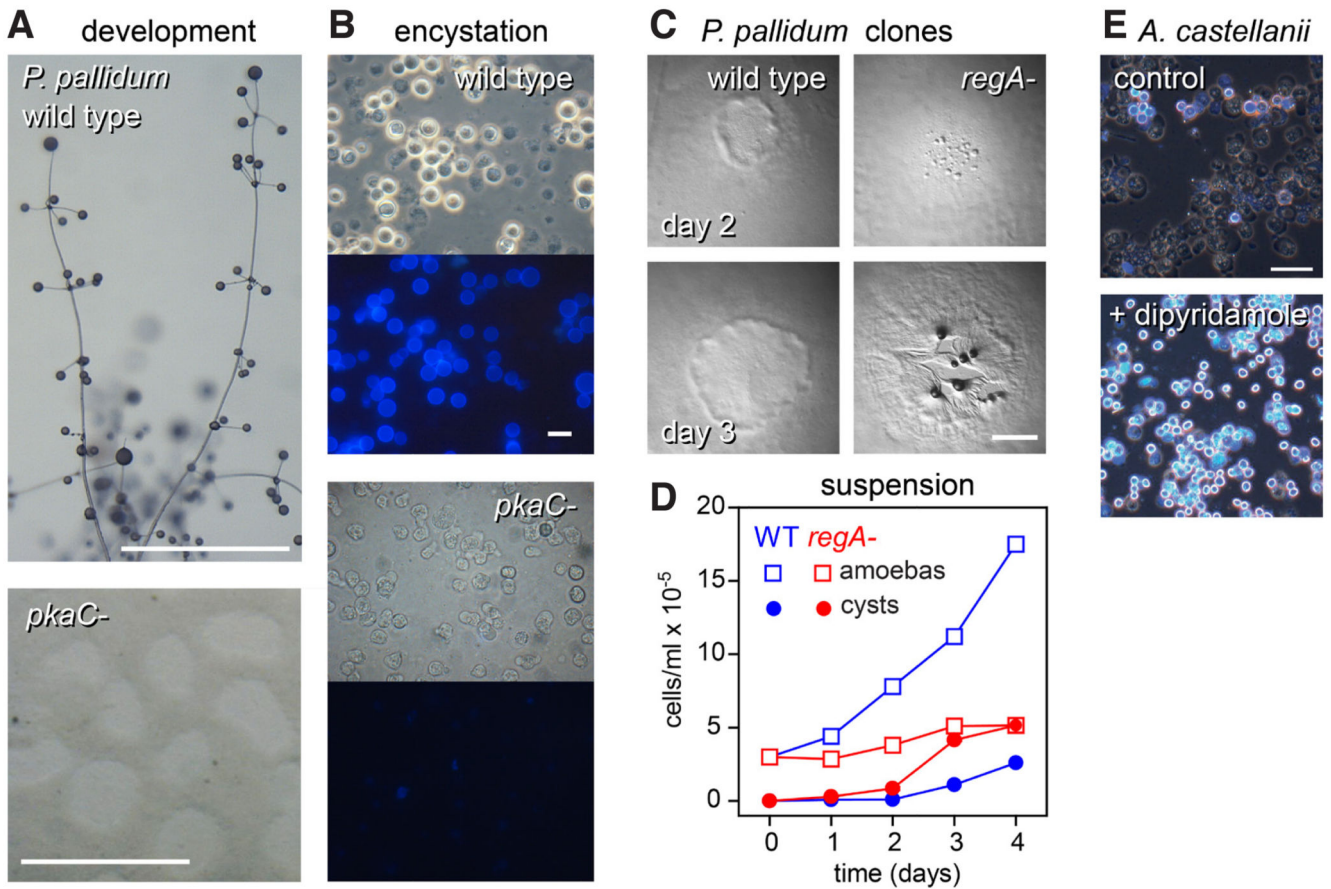 A development
P. pallidum
wild type
pkaC-
B encystation
wild type
pkaC-
C P. pallidum clones
wild type
regA-
day 2
day 3
D suspension
cells/ml x 10-5
20
15
10
5
0
WT regA-
amoebas
cysts
0 1 2 3 4
time (days)
E A. castellanii
control
+ dipyridamole